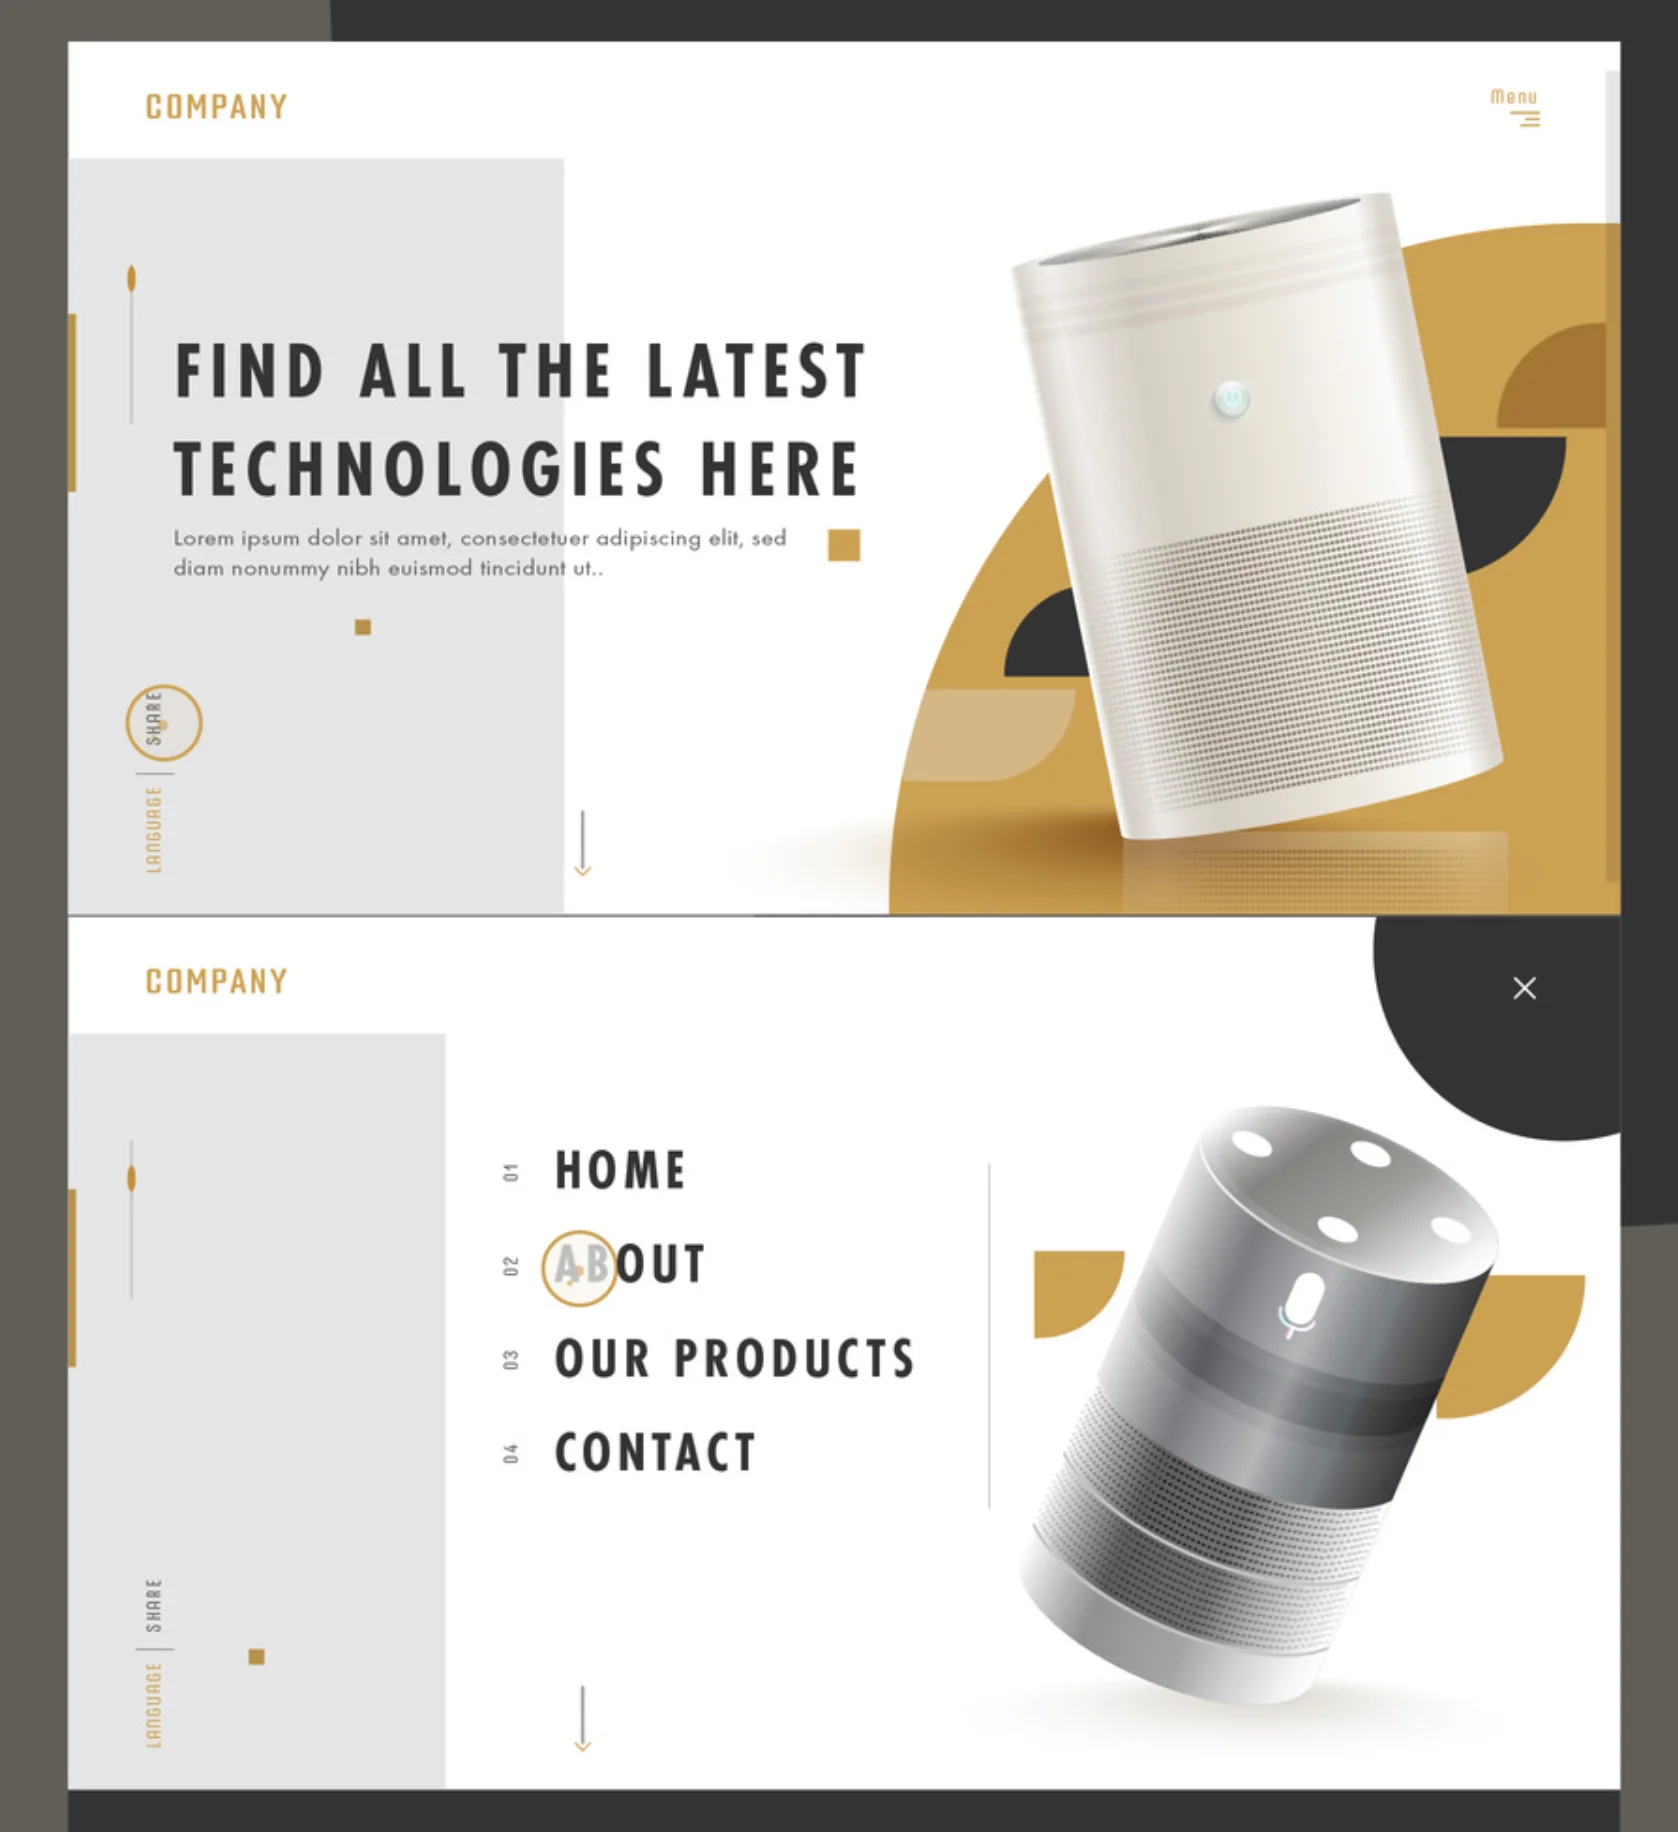 COMPANY
Menu
FIND ALL THE LATEST
TECHNOLOGIES HERE
Lorem ipsum dolor sit amet, consectetuer adipiscing elit, sed
diam nonummy nibh euismod tincidunt ut..
SHARE
LANGUAGE
COMPANY
01 HOME
02 ABOUT
03 OUR PRODUCTS
04 CONTACT
SHARE
LANGUAGE